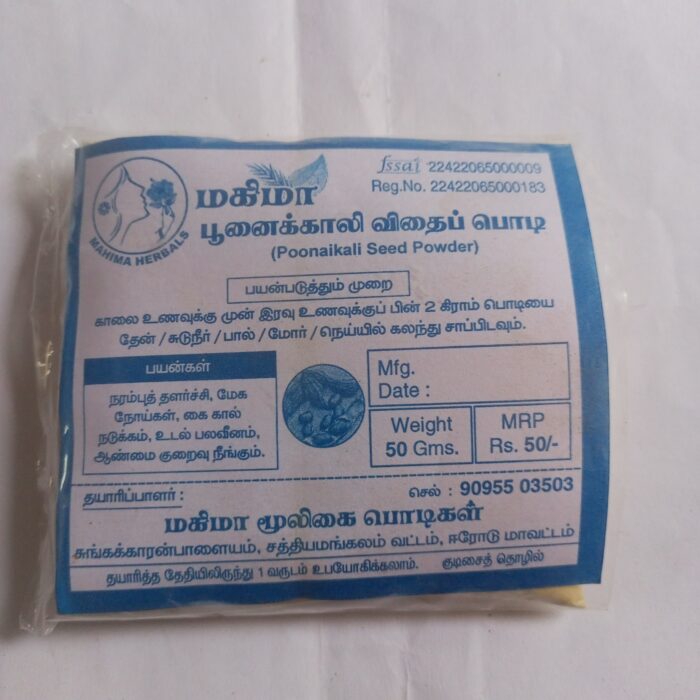 fssai 22422065000009
Reg.No. 22422065000183
MAHIMA HERBALS
மகிமா
பூனைக்காலி விதைப் பொடி
(Poonaikali Seed Powder)
பயன்படுத்தும் முறை
காலை உணவுக்கு முன் இரவு உணவுக்குப் பின் 2 கிராம் பொடியை
தேன் / சுடுநீர் / பால் / மோர் / நெய்யில் கலந்து சாப்பிடவும்.
பயன்கள்
நரம்புத் தளர்ச்சி, மேக
நோய்கள், கை கால்
நடுக்கம், உடல் பலவீனம்,
ஆண்மை குறைவு நீங்கும்.
Mfg.
Date :
Weight
50 Gms.
MRP
Rs. 50/-
தயாரிப்பாளர் :
செல் : 90955 03503
மகிமா மூலிகை பொடிகள்
சுங்கக்காரன்பாளையம், சத்தியமங்கலம் வட்டம், ஈரோடு மாவட்டம்
தயாரித்த தேதியிலிருந்து 1 வருடம் உபயோகிக்கலாம். குடிசைத் தொழில்